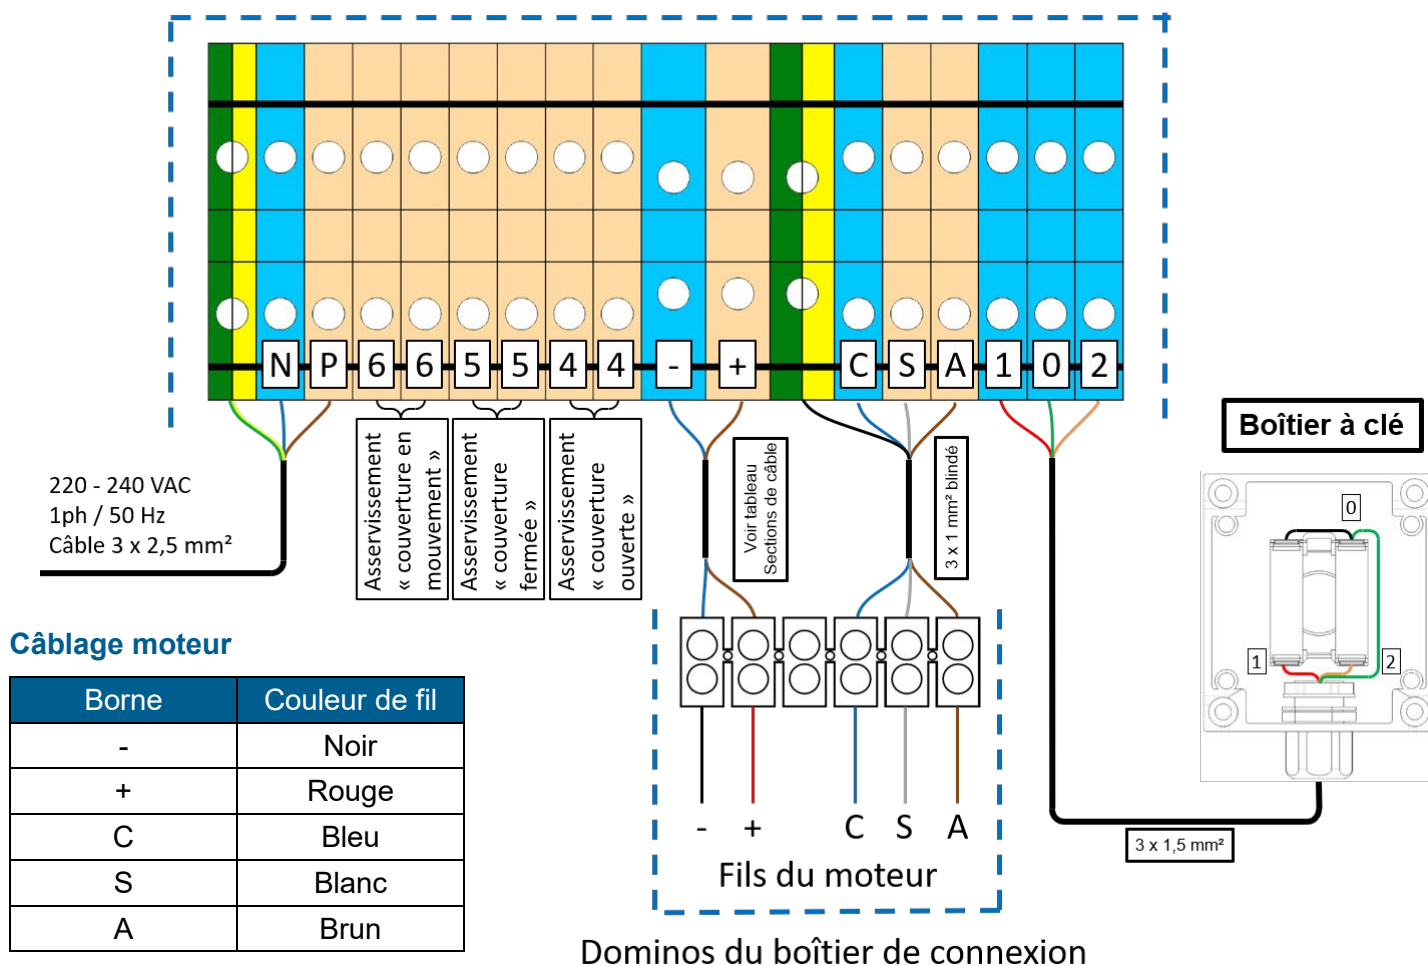 N P 6 6 5 5 4 4 - + C S A 1 0 2
220 - 240 VAC
1ph / 50 Hz
Câble 3 x 2,5 mm²
Asservissement
« couverture en
mouvement »
Asservissement
« couverture
fermée »
Asservissement
« couverture
ouverte »
Voir tableau
Sections de câble
3 x 1 mm² blindé
Boîtier à clé
0
1
2
3 x 1,5 mm²
Câblage moteur
Borne Couleur de fil
- Noir
+ Rouge
C Bleu
S Blanc
A Brun
- + C S A
Fils du moteur
Dominos du boîtier de connexion